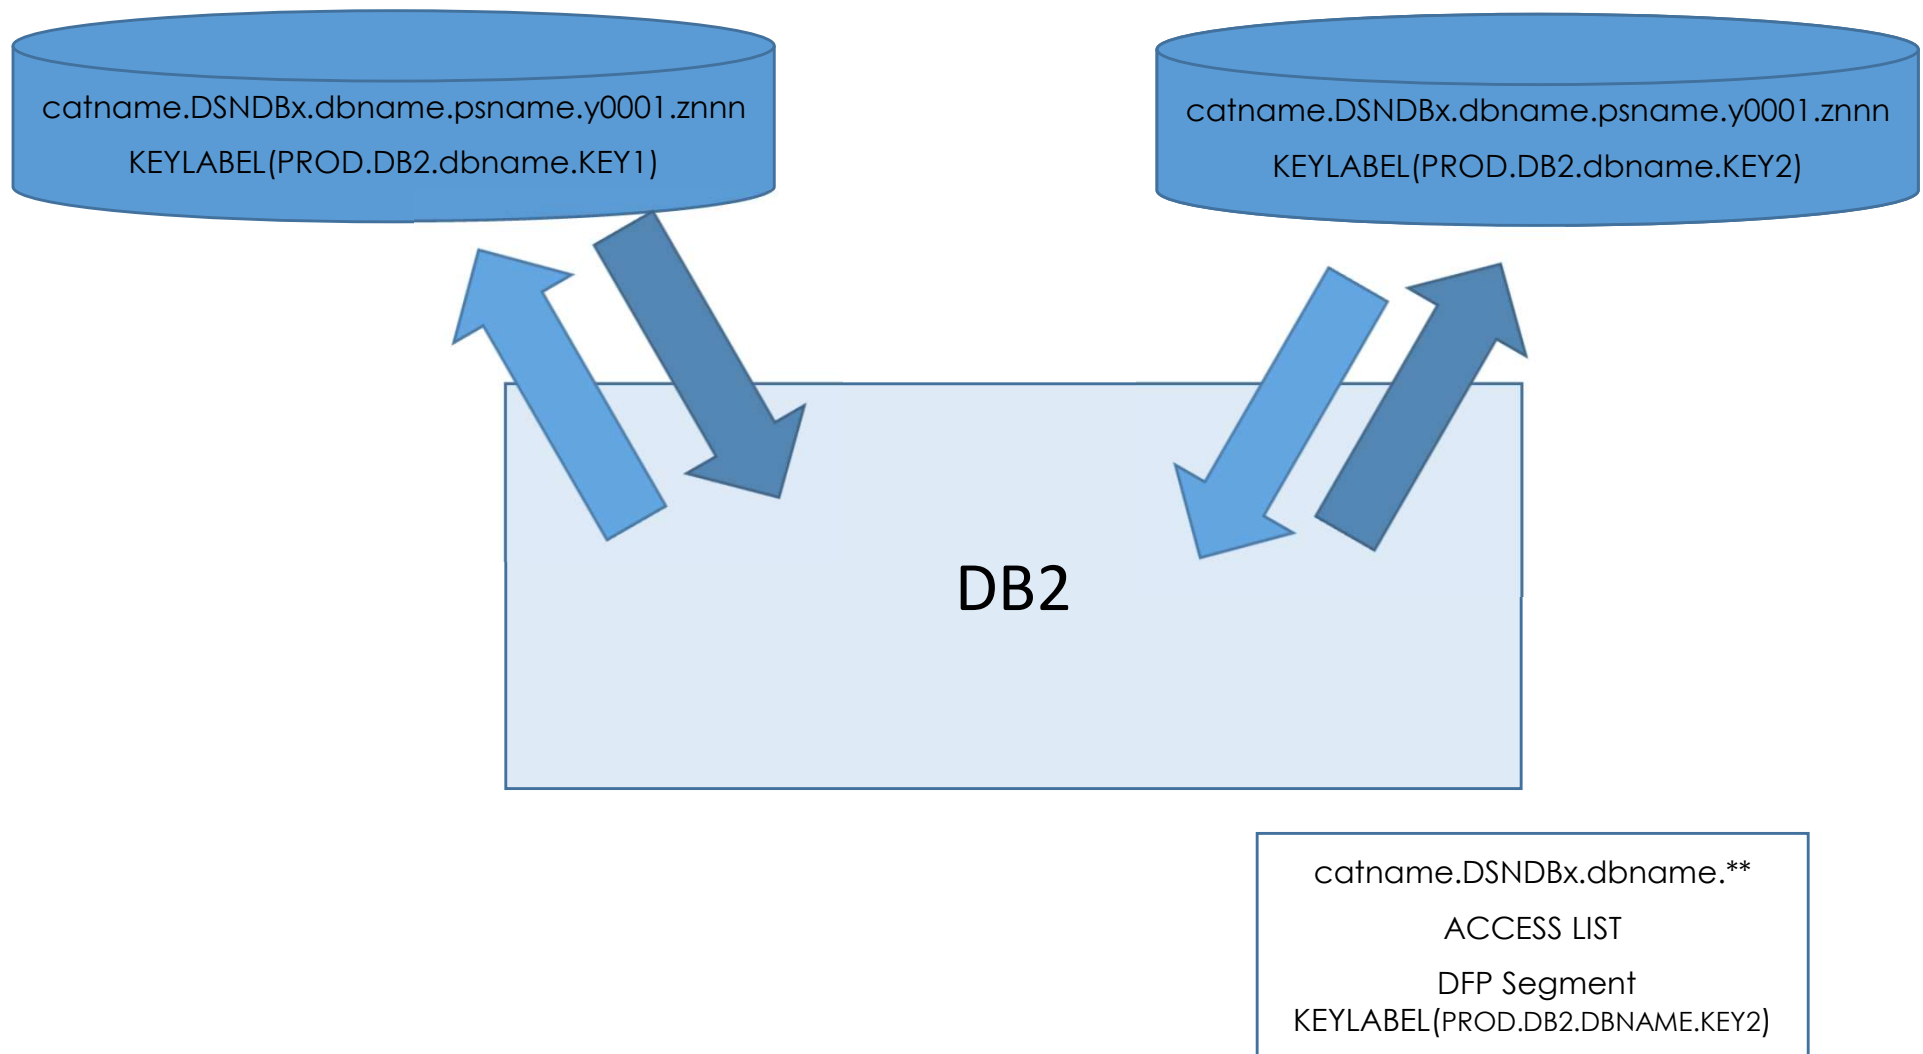 catname.DSNDBx.dbname.psname.y0001.znnn
KEYLABEL(PROD.DB2.dbname.KEY1)
catname.DSNDBx.dbname.psname.y0001.znnn
KEYLABEL(PROD.DB2.dbname.KEY2)
DB2
catname.DSNDBx.dbname.**
ACCESS LIST
DFP Segment
KEYLABEL(PROD.DB2.DBNAME.KEY2)